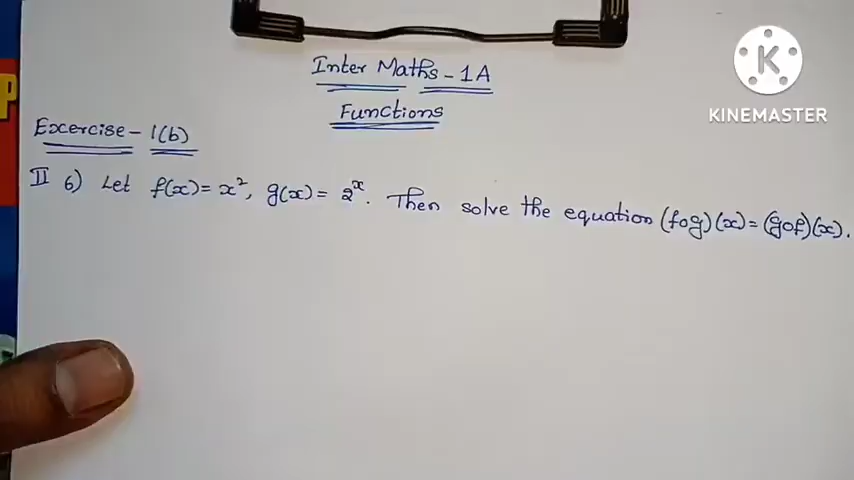 Inter Maths - 1A
KINEMASTER
Functions
Excercise - 1(b)
II 6) Let f(x) = x², g(x) = 2ˣ. Then solve the equation (fog)(x) = (gof)(x).